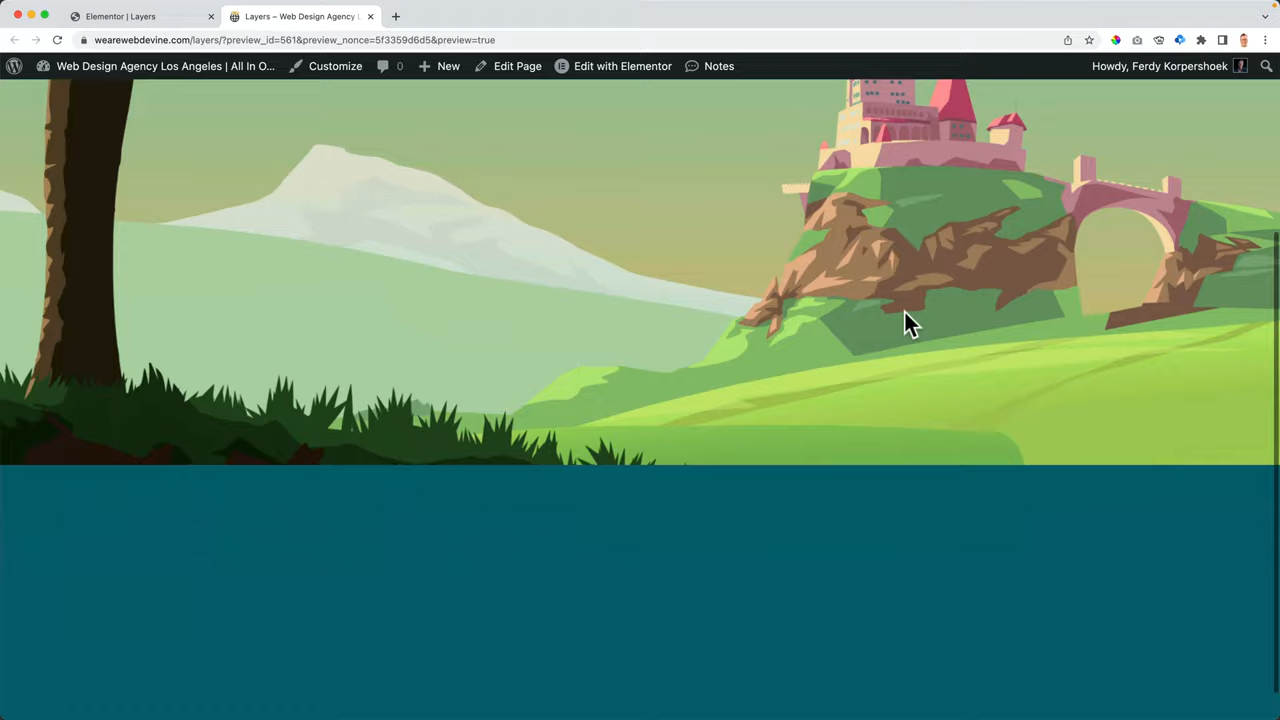 Elementor | Layers
Layers – Web Design Agency L
wearewebdevine.com/layers/?preview_id=561&preview_nonce=5f3359d6d5&preview=true
Web Design Agency Los Angeles | All In O... Customize 0 New Edit Page Edit with Elementor Notes Howdy, Ferdy Korpershoek